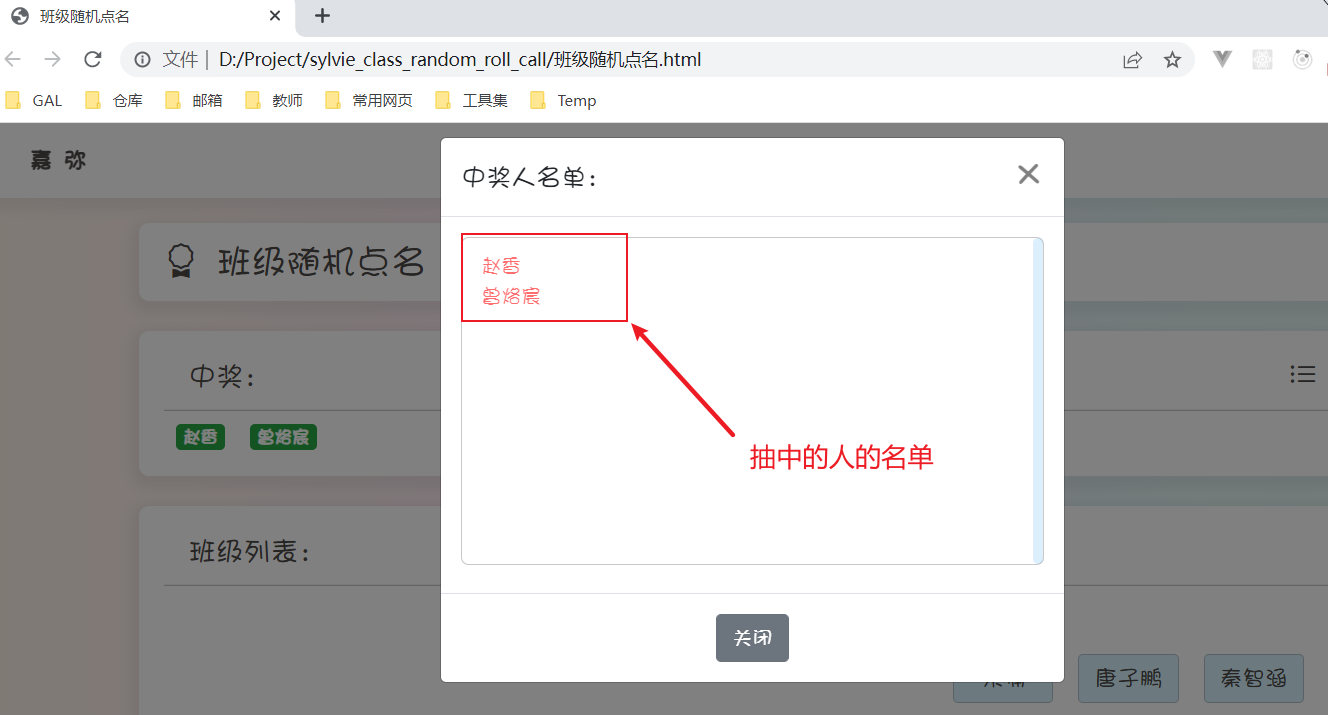 班级随机点名
文件 | D:/Project/sylvie_class_random_roll_call/班级随机点名.html
GAL 仓库 邮箱 教师 常用网页 工具集 Temp
嘉 弥
中奖人名单:
班级随机点名
赵香
曾烙宸
中奖:
赵香 曾烙宸
抽中的人的名单
班级列表:
关闭
唐子鹏 秦智涵